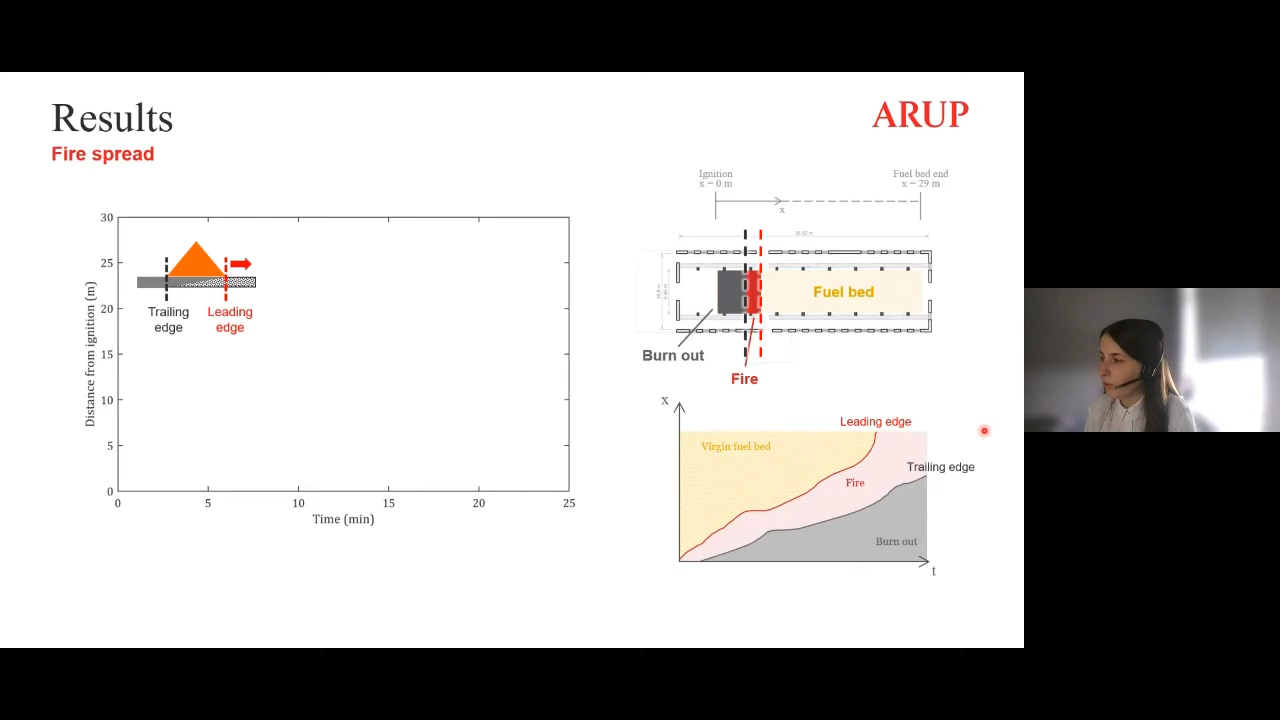 Results
ARUP
Fire spread
Ignition
x = 0 m
Fuel bed end
x = 29 m
x
30
25
20
15
10
5
0
Distance from ignition (m)
Trailing
edge
Leading
edge
0 5 10 15 20 25
Time (min)
Fuel bed
Burn out
Fire
x
Leading edge
Virgin fuel bed
Trailing edge
Fire
Burn out
t